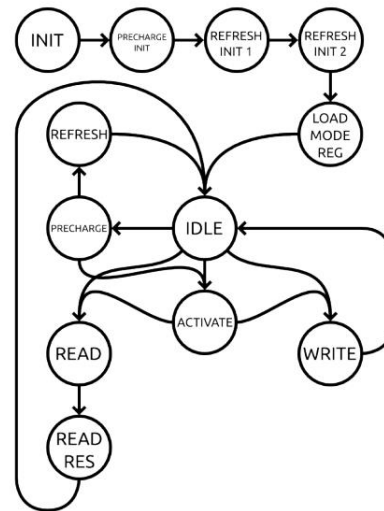 INIT
PRECHARGE
INIT
REFRESH
INIT 1
REFRESH
INIT 2
LOAD
MODE
REG
REFRESH
PRECHARGE
IDLE
ACTIVATE
READ
WRITE
READ
RES